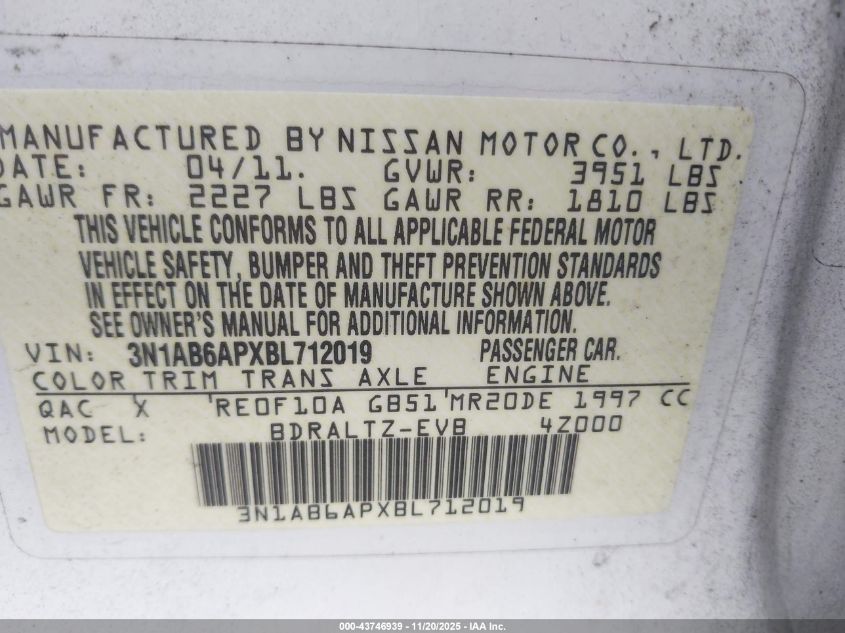 MANUFACTURED BY NISSAN MOTOR CO., LTD.
DATE: 04/11. GVWR: 3951 LBS
GAWR FR: 2227 LBS GAWR RR: 1810 LBS
THIS VEHICLE CONFORMS TO ALL APPLICABLE FEDERAL MOTOR
VEHICLE SAFETY, BUMPER AND THEFT PREVENTION STANDARDS
IN EFFECT ON THE DATE OF MANUFACTURE SHOWN ABOVE.
SEE OWNER'S MANUAL FOR ADDITIONAL INFORMATION.
VIN: 3N1AB6APXBL712019 PASSENGER CAR.
COLOR TRIM TRANS AXLE ENGINE
QAC X 'RE0F10A GB51'MR20DE 1997 CC
MODEL: BDRALTZ-EVB 4Z000
3N1AB6APXBL712019
000-43746939 - 11/20/2025 - IAA Inc.